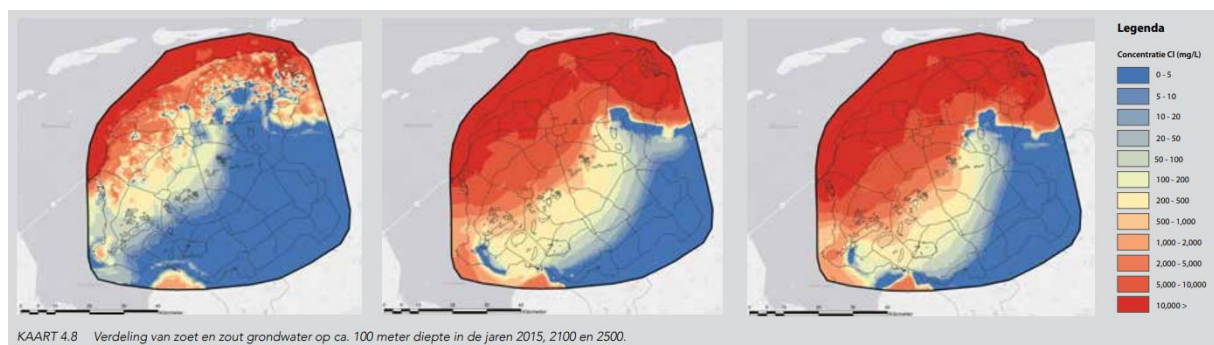 Legenda
Concentratie Cl (mg/L)
0 - 5
5 - 10
10 - 20
20 - 50
50 - 100
100 - 200
200 - 500
500 - 1,000
1,000 - 2,000
2,000 - 5,000
5,000 - 10,000
10,000 >
KAART 4.8 Verdeling van zoet en zout grondwater op ca. 100 meter diepte in de jaren 2015, 2100 en 2500.